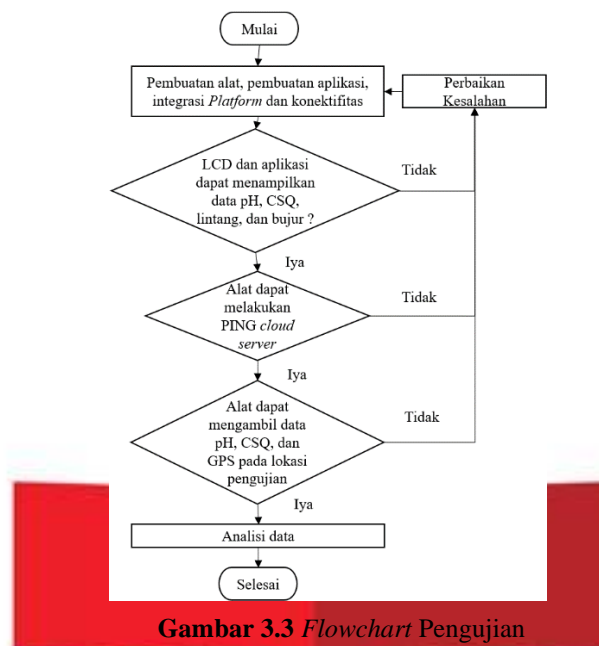 Mulai
Pembuatan alat, pembuatan aplikasi,
integrasi Platform dan konektifitas
Perbaikan
Kesalahan
LCD dan aplikasi
dapat menampilkan
data pH, CSQ,
lintang, dan bujur ?
Tidak
Iya
Alat dapat
melakukan
PING cloud
server
Tidak
Iya
Alat dapat
mengambil data
pH, CSQ, dan
GPS pada lokasi
pengujian
Tidak
Iya
Analisi data
Selesai
Gambar 3.3 Flowchart Pengujian